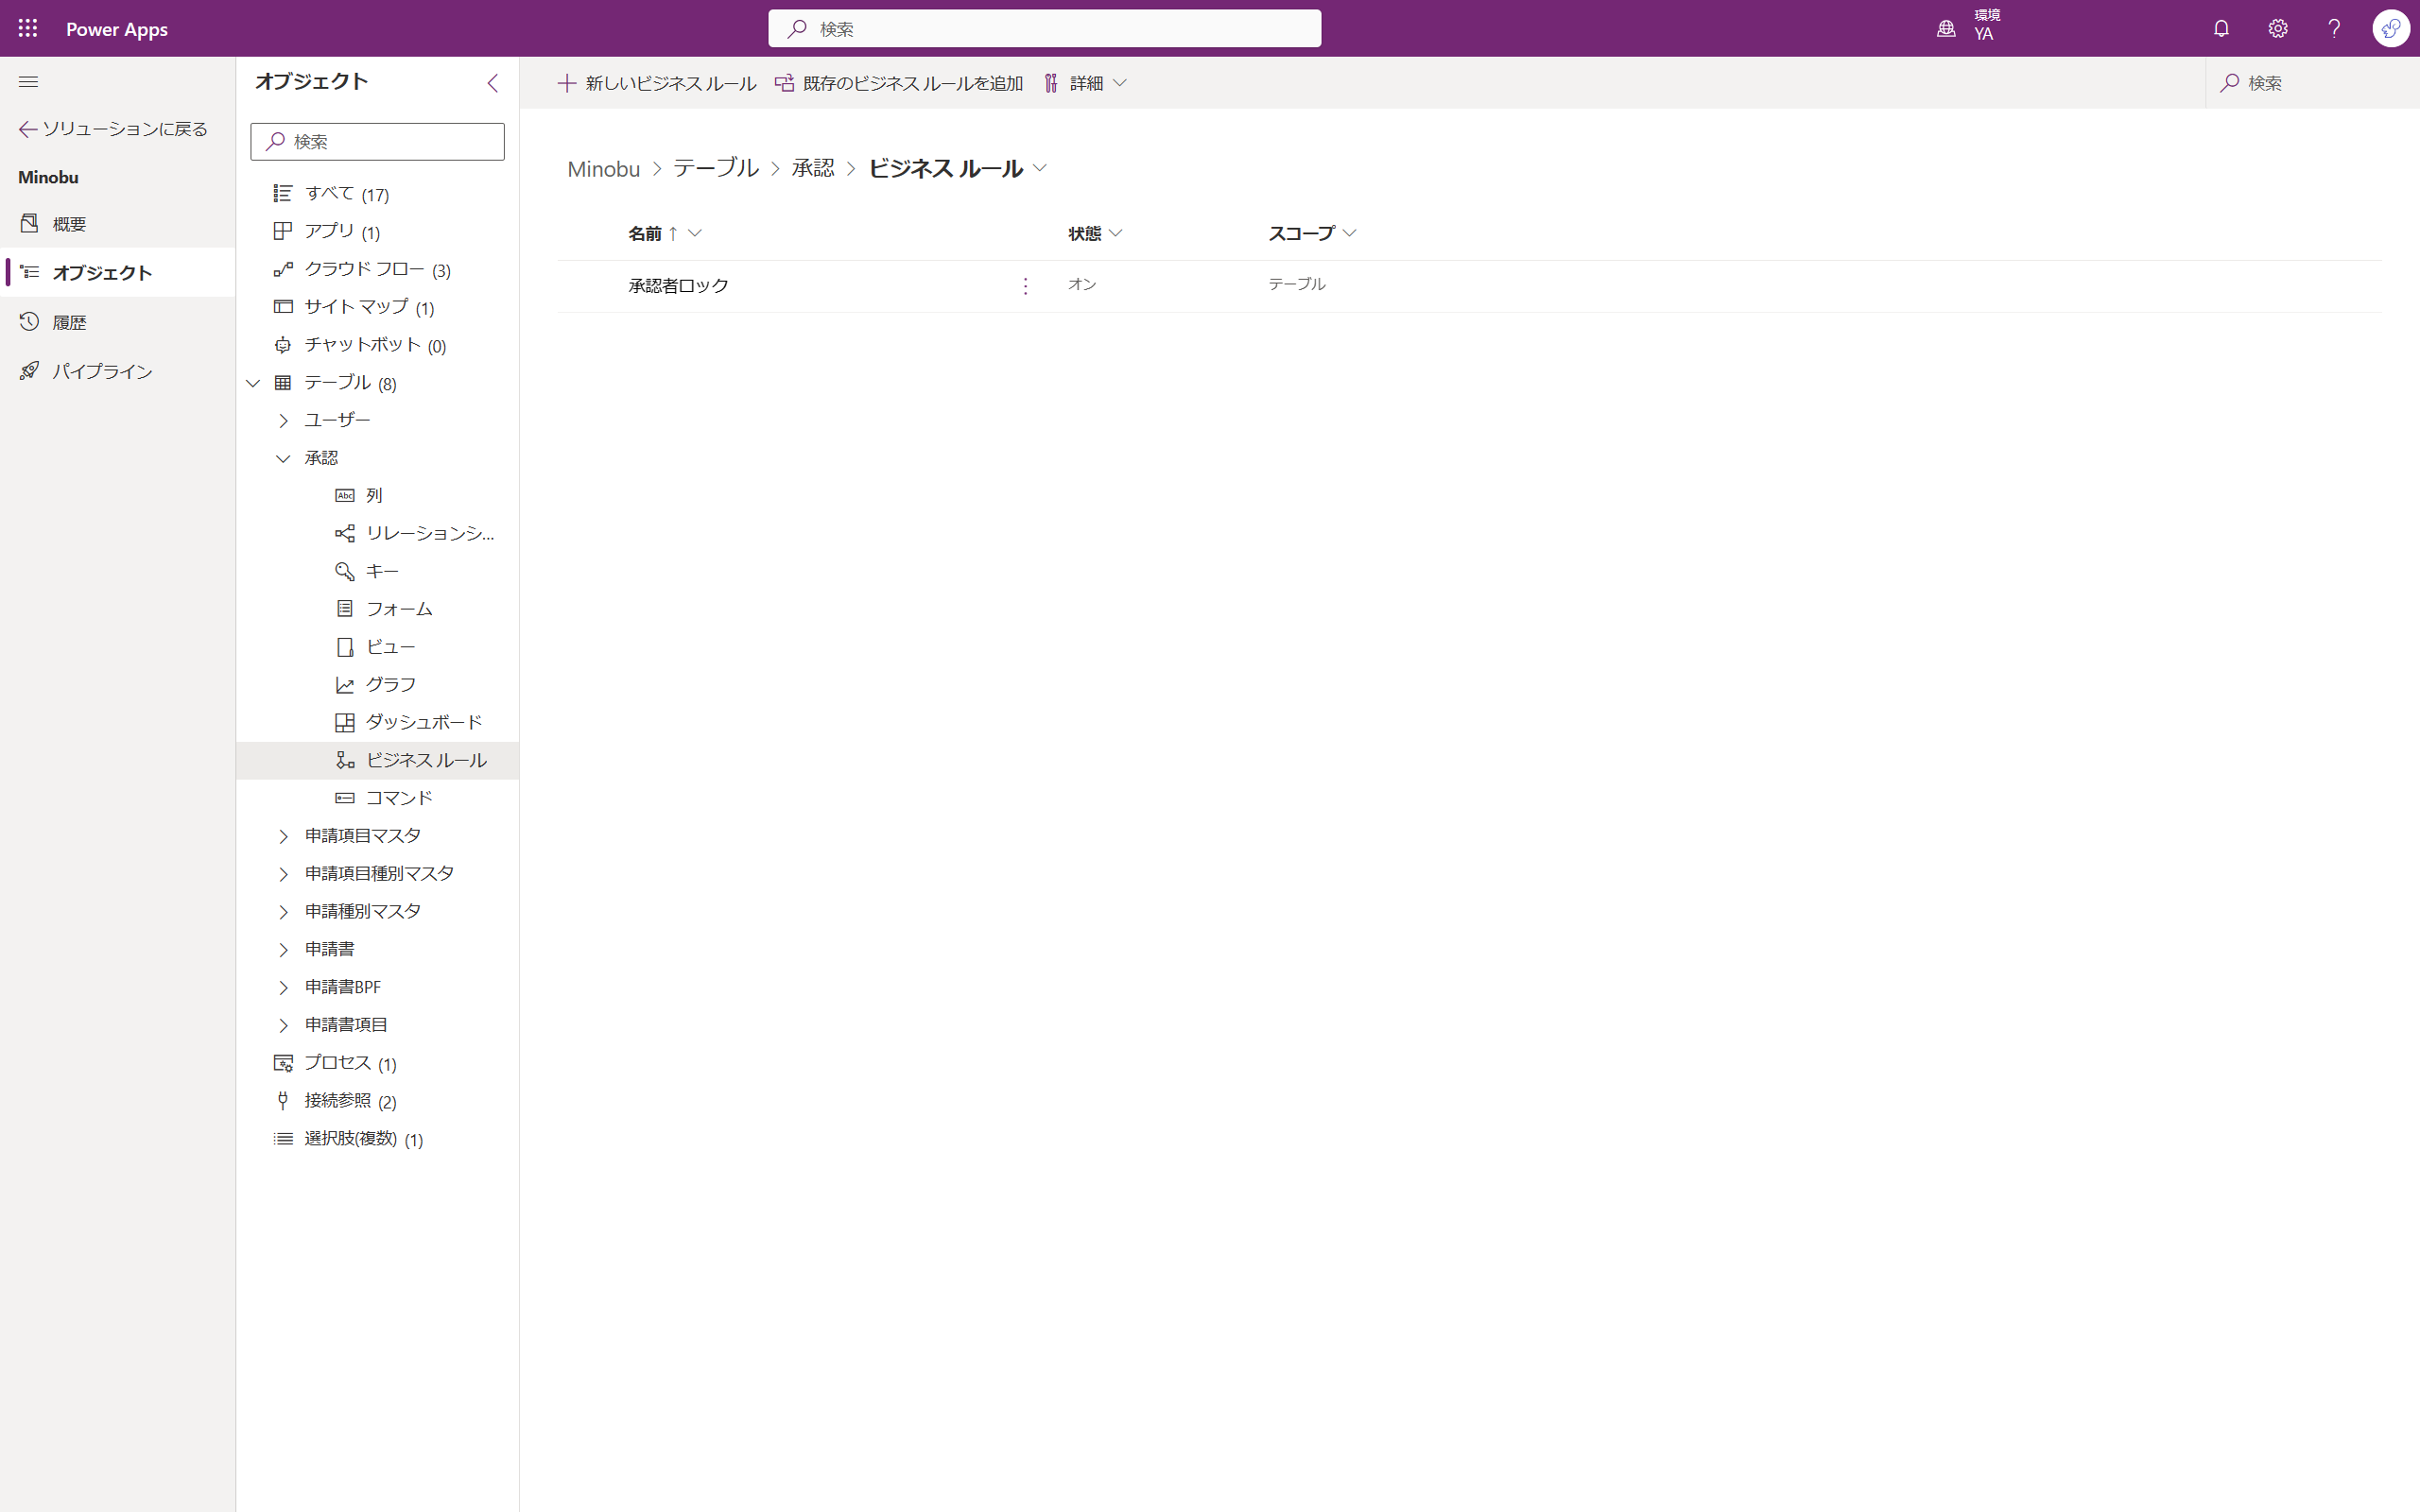 Power Apps
検索
環境
YA
ソリューションに戻る
Minobu
概要
オブジェクト
履歴
パイプライン
オブジェクト
検索
すべて (17)
アプリ (1)
クラウド フロー (3)
サイト マップ (1)
チャットボット (0)
テーブル (8)
ユーザー
承認
Abc 列
リレーションシ...
キー
フォーム
ビュー
グラフ
ダッシュボード
ビジネス ルール
コマンド
申請項目マスタ
申請項目種別マスタ
申請種別マスタ
申請書
申請書BPF
申請書項目
プロセス (1)
接続参照 (2)
選択肢(複数) (1)
新しいビジネス ルール 既存のビジネス ルールを追加 詳細
検索
Minobu > テーブル > 承認 > ビジネス ルール
名前 ↑ 状態 スコープ
承認者ロック オン テーブル